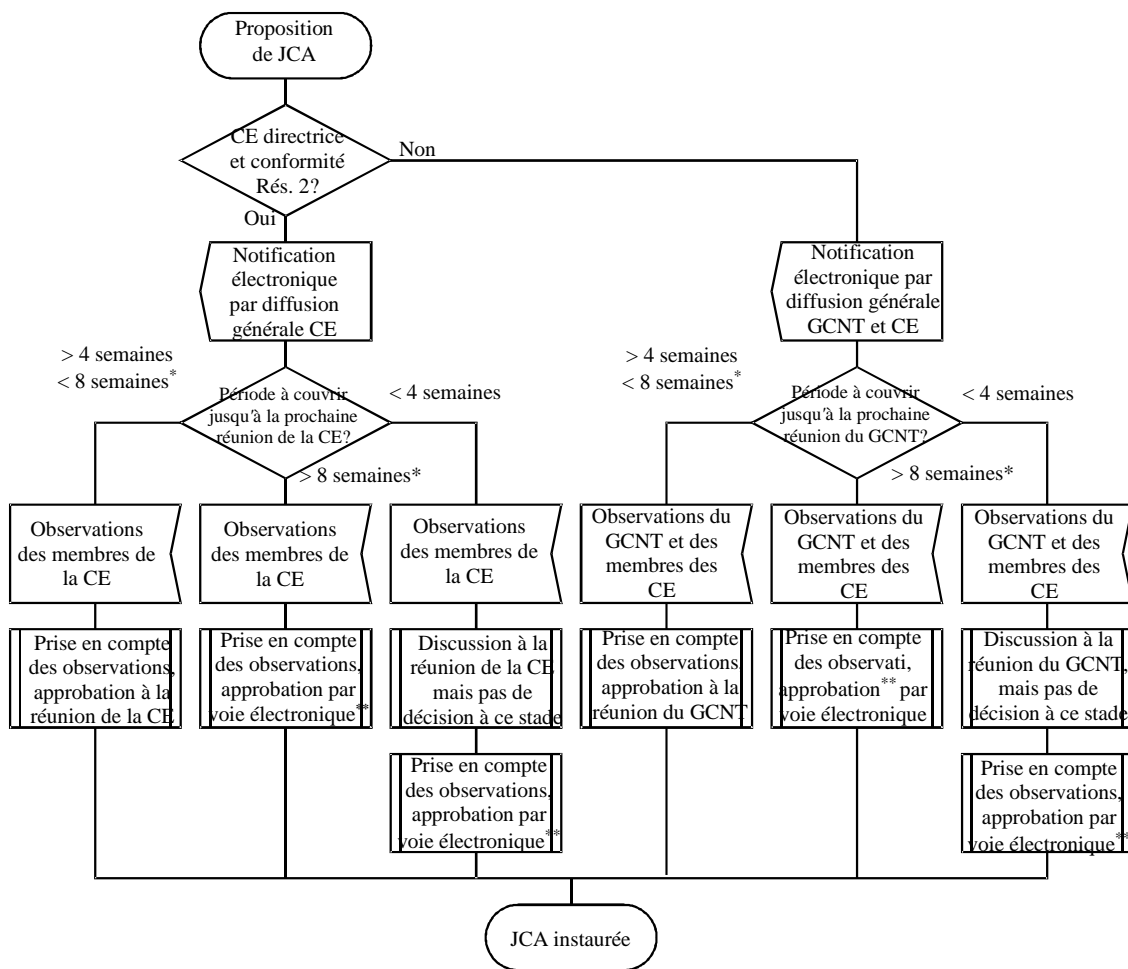 Proposition
de JCA
CE directrice
et conformité
Rés. 2?
Non
Oui
Notification
électronique
par diffusion
générale CE
Notification
électronique par
diffusion générale
GCNT et CE
> 4 semaines
< 8 semaines*
Période à couvrir
jusqu'à la prochaine
réunion de la CE?
< 4 semaines
> 8 semaines*
> 4 semaines
< 8 semaines*
Période à couvrir
jusqu'à la prochaine
réunion du GCNT?
< 4 semaines
> 8 semaines*
Observations
des membres de
la CE
Observations
des membres de
la CE
Observations
des membres de
la CE
Observations du
GCNT et des
membres des
CE
Observations du
GCNT et des
membres des
CE
Observations du
GCNT et des
membres des
CE
Prise en compte
des observations,
approbation à la
réunion de la CE
Prise en compte
des observations,
approbation par
voie électronique**
Discussion à la
réunion de la CE
mais pas de
décision à ce stade
Prise en compte
des observations,
approbation à la
réunion du GCNT
Prise en compte
des observati,
approbation** par
voie électronique
Discussion à la
réunion du GCNT,
mais pas de
décision à ce stade
Prise en compte
des observations,
approbation par
voie électronique**
Prise en compte
des observations,
approbation par
voie électronique**
JCA instaurée